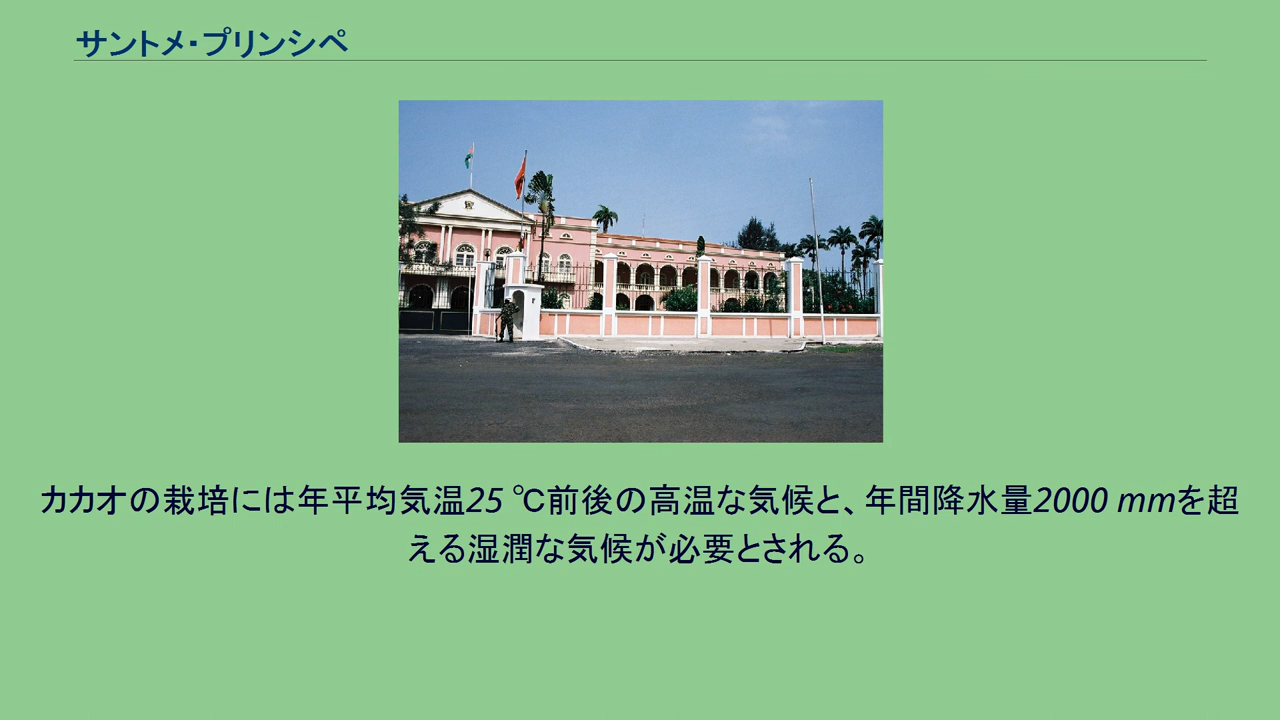 サントメ・プリンシペ
カカオの栽培には年平均気温25 ℃前後の高温な気候と、年間降水量2000 mmを超
える湿潤な気候が必要とされる。